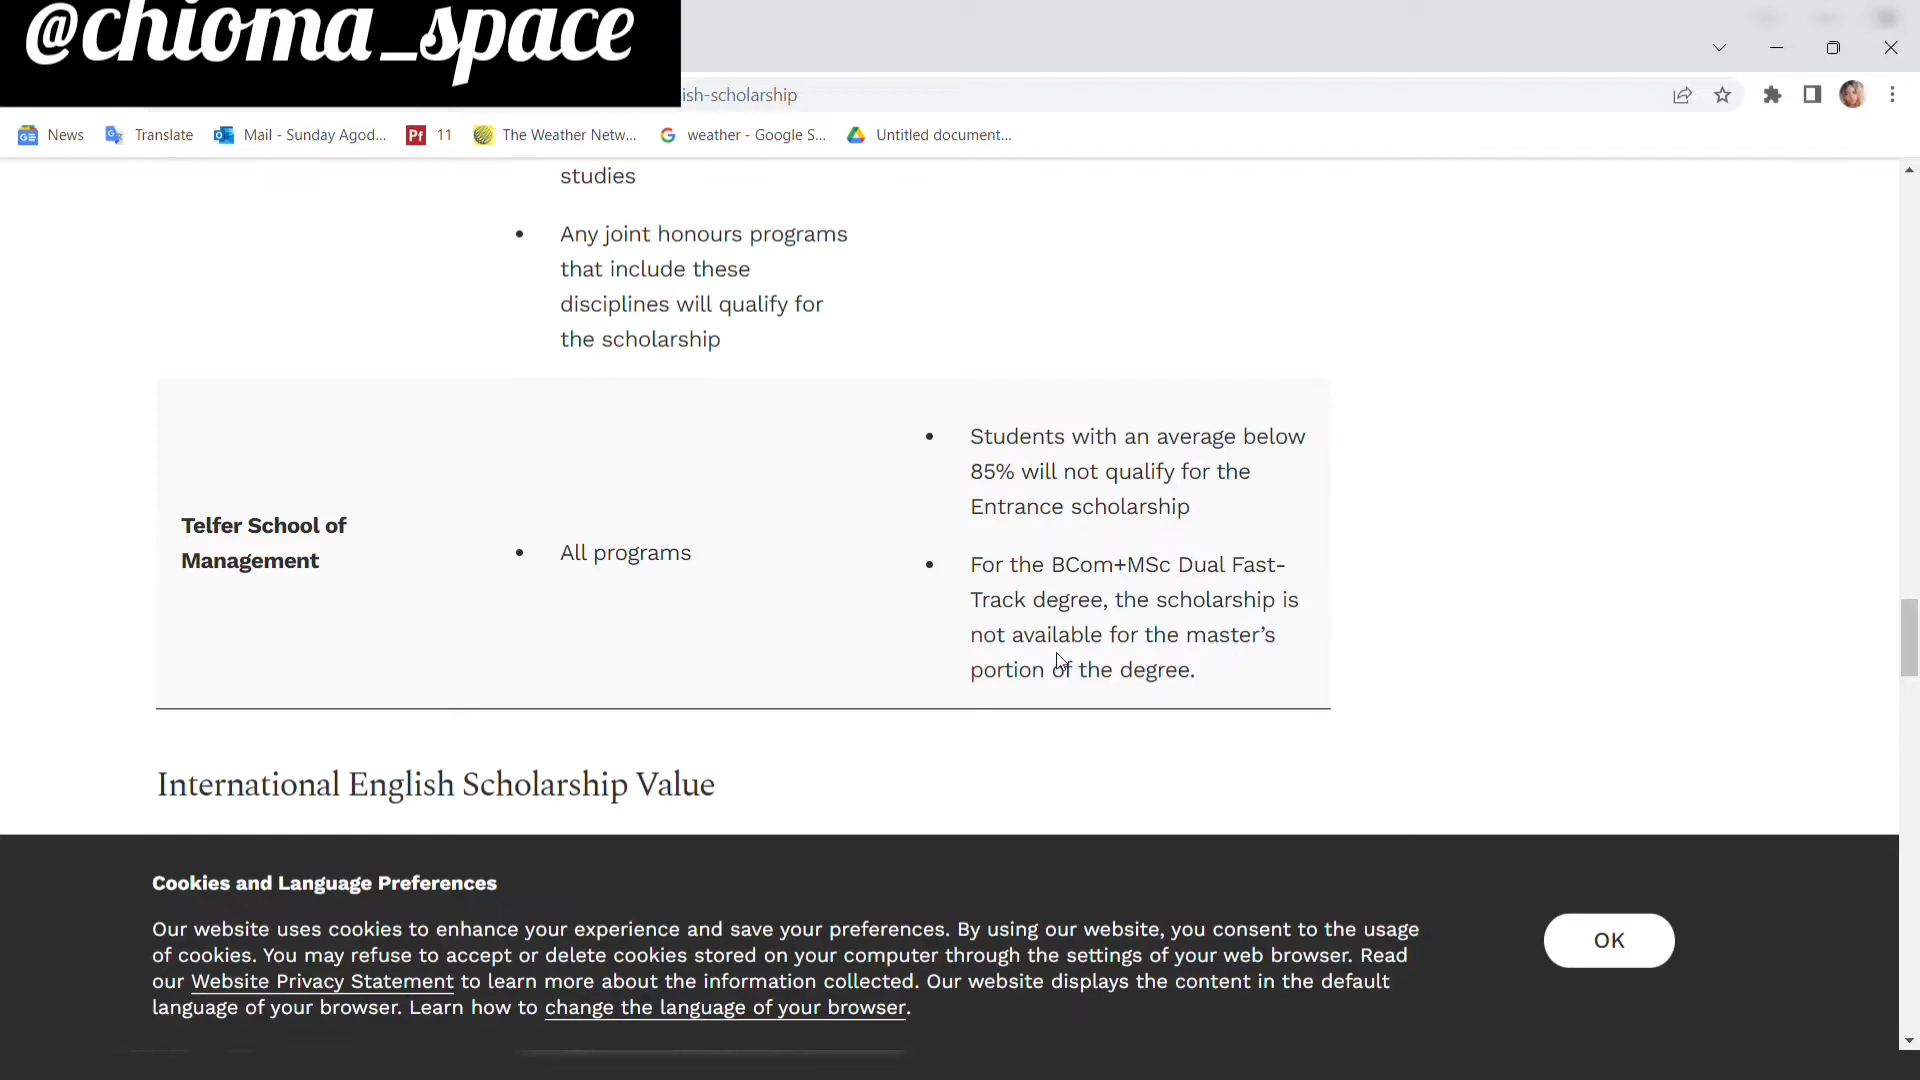 @chioma_space
ish-scholarship
News Translate Mail - Sunday Agod... 11 The Weather Netw... weather - Google S... Untitled document...
studies
Any joint honours programs
that include these
disciplines will qualify for
the scholarship
Telfer School of
Management
All programs
Students with an average below
85% will not qualify for the
Entrance scholarship
For the BCom+MSc Dual Fast-
Track degree, the scholarship is
not available for the master’s
portion of the degree.
International English Scholarship Value
Cookies and Language Preferences
Our website uses cookies to enhance your experience and save your preferences. By using our website, you consent to the usage
of cookies. You may refuse to accept or delete cookies stored on your computer through the settings of your web browser. Read
our Website Privacy Statement to learn more about the information collected. Our website displays the content in the default
language of your browser. Learn how to change the language of your browser.
OK